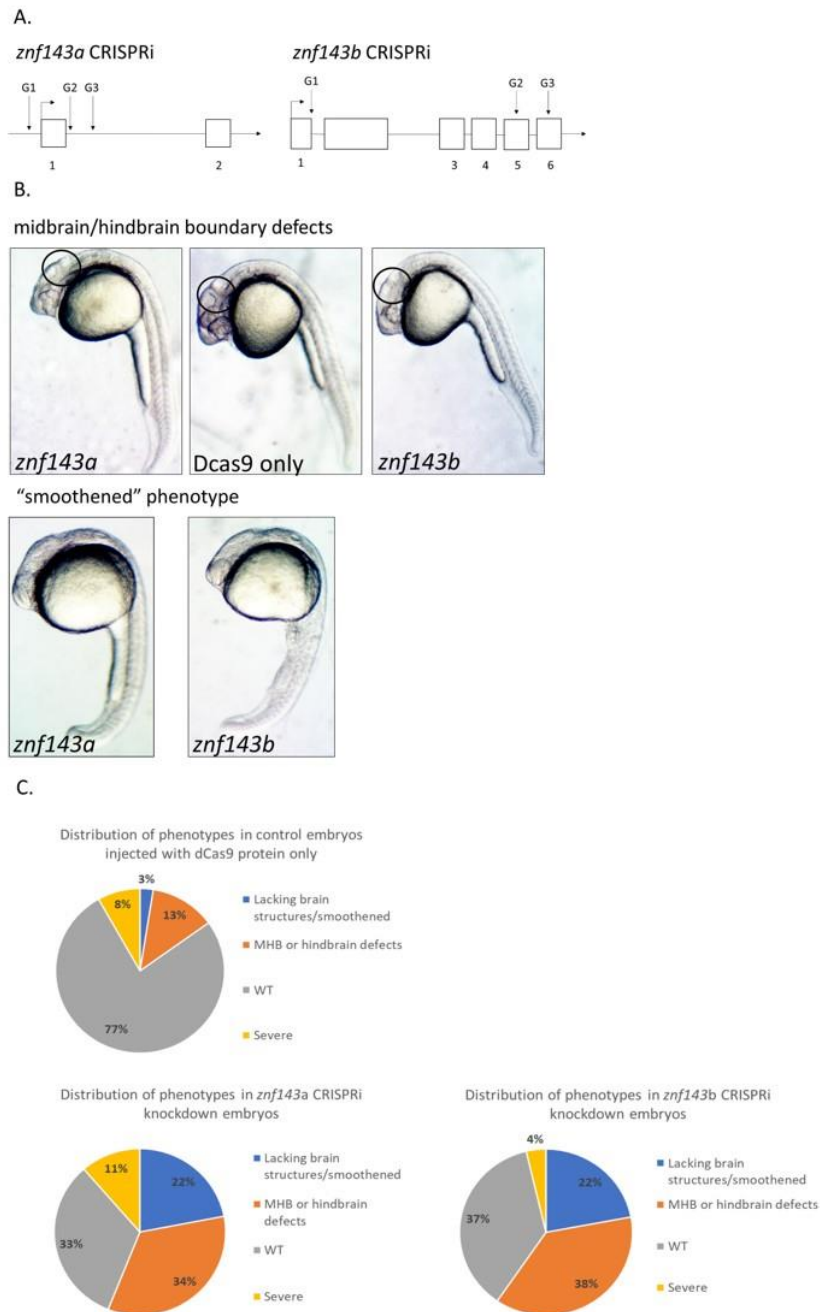 A.
znf143a CRISPRi
znf143b CRISPRi
G1
G2
G3
1
2
G1
G2
G3
1
3
4
5
6
B.
midbrain/hindbrain boundary defects
znf143a
Dcas9 only
znf143b
“smoothened” phenotype
znf143a
znf143b
C.
Distribution of phenotypes in control embryos
injected with dCas9 protein only
3%
8%
13%
77%
Lacking brain
structures/smoothened
MHB or hindbrain defects
WT
Severe
Distribution of phenotypes in znf143a CRISPRi
knockdown embryos
11%
22%
33%
34%
Lacking brain
structures/smoothened
MHB or hindbrain
defects
WT
Severe
Distribution of phenotypes in znf143b CRISPRi
knockdown embryos
4%
22%
37%
38%
Lacking brain
structures/smoothened
MHB or hindbrain defects
WT
Severe